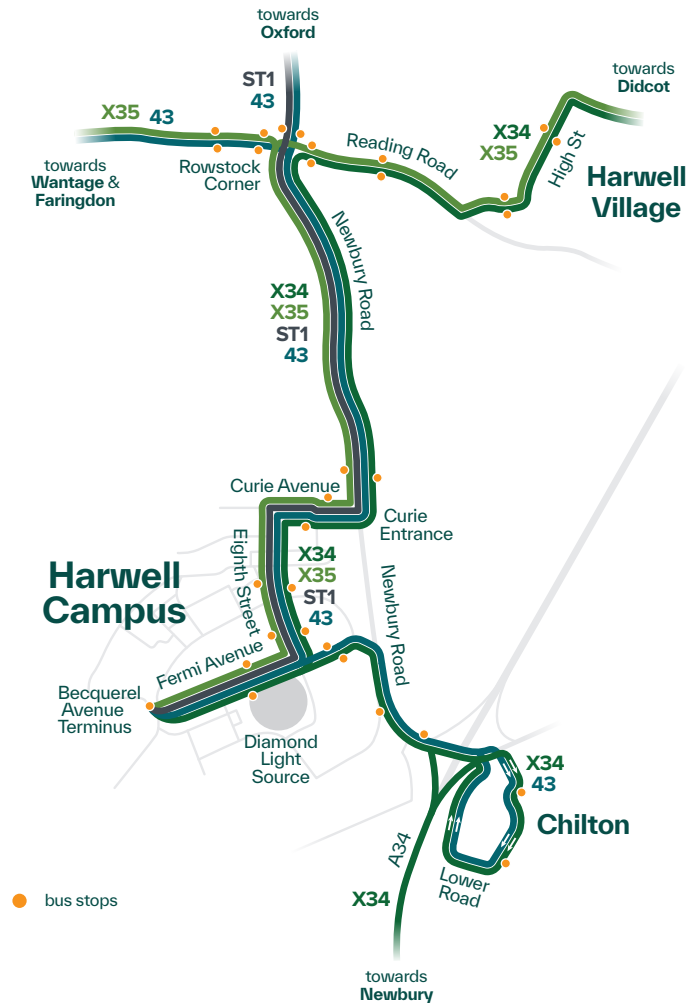 towards
Oxford
ST1
43
X35 43
towards
Wantage &
Faringdon
Rowstock
Corner
Reading Road
towards
Didcot
X34
X35
High St
Harwell
Village
Newbury Road
X34
X35
ST1
43
Curie Avenue
Curie
Entrance
Eighth Street
X34
X35
ST1
43
Harwell
Campus
Newbury Road
Fermi Avenue
Becquerel
Avenue
Terminus
Diamond
Light
Source
X34
43
Chilton
A34
Lower
Road
X34
bus stops
towards
Newbury